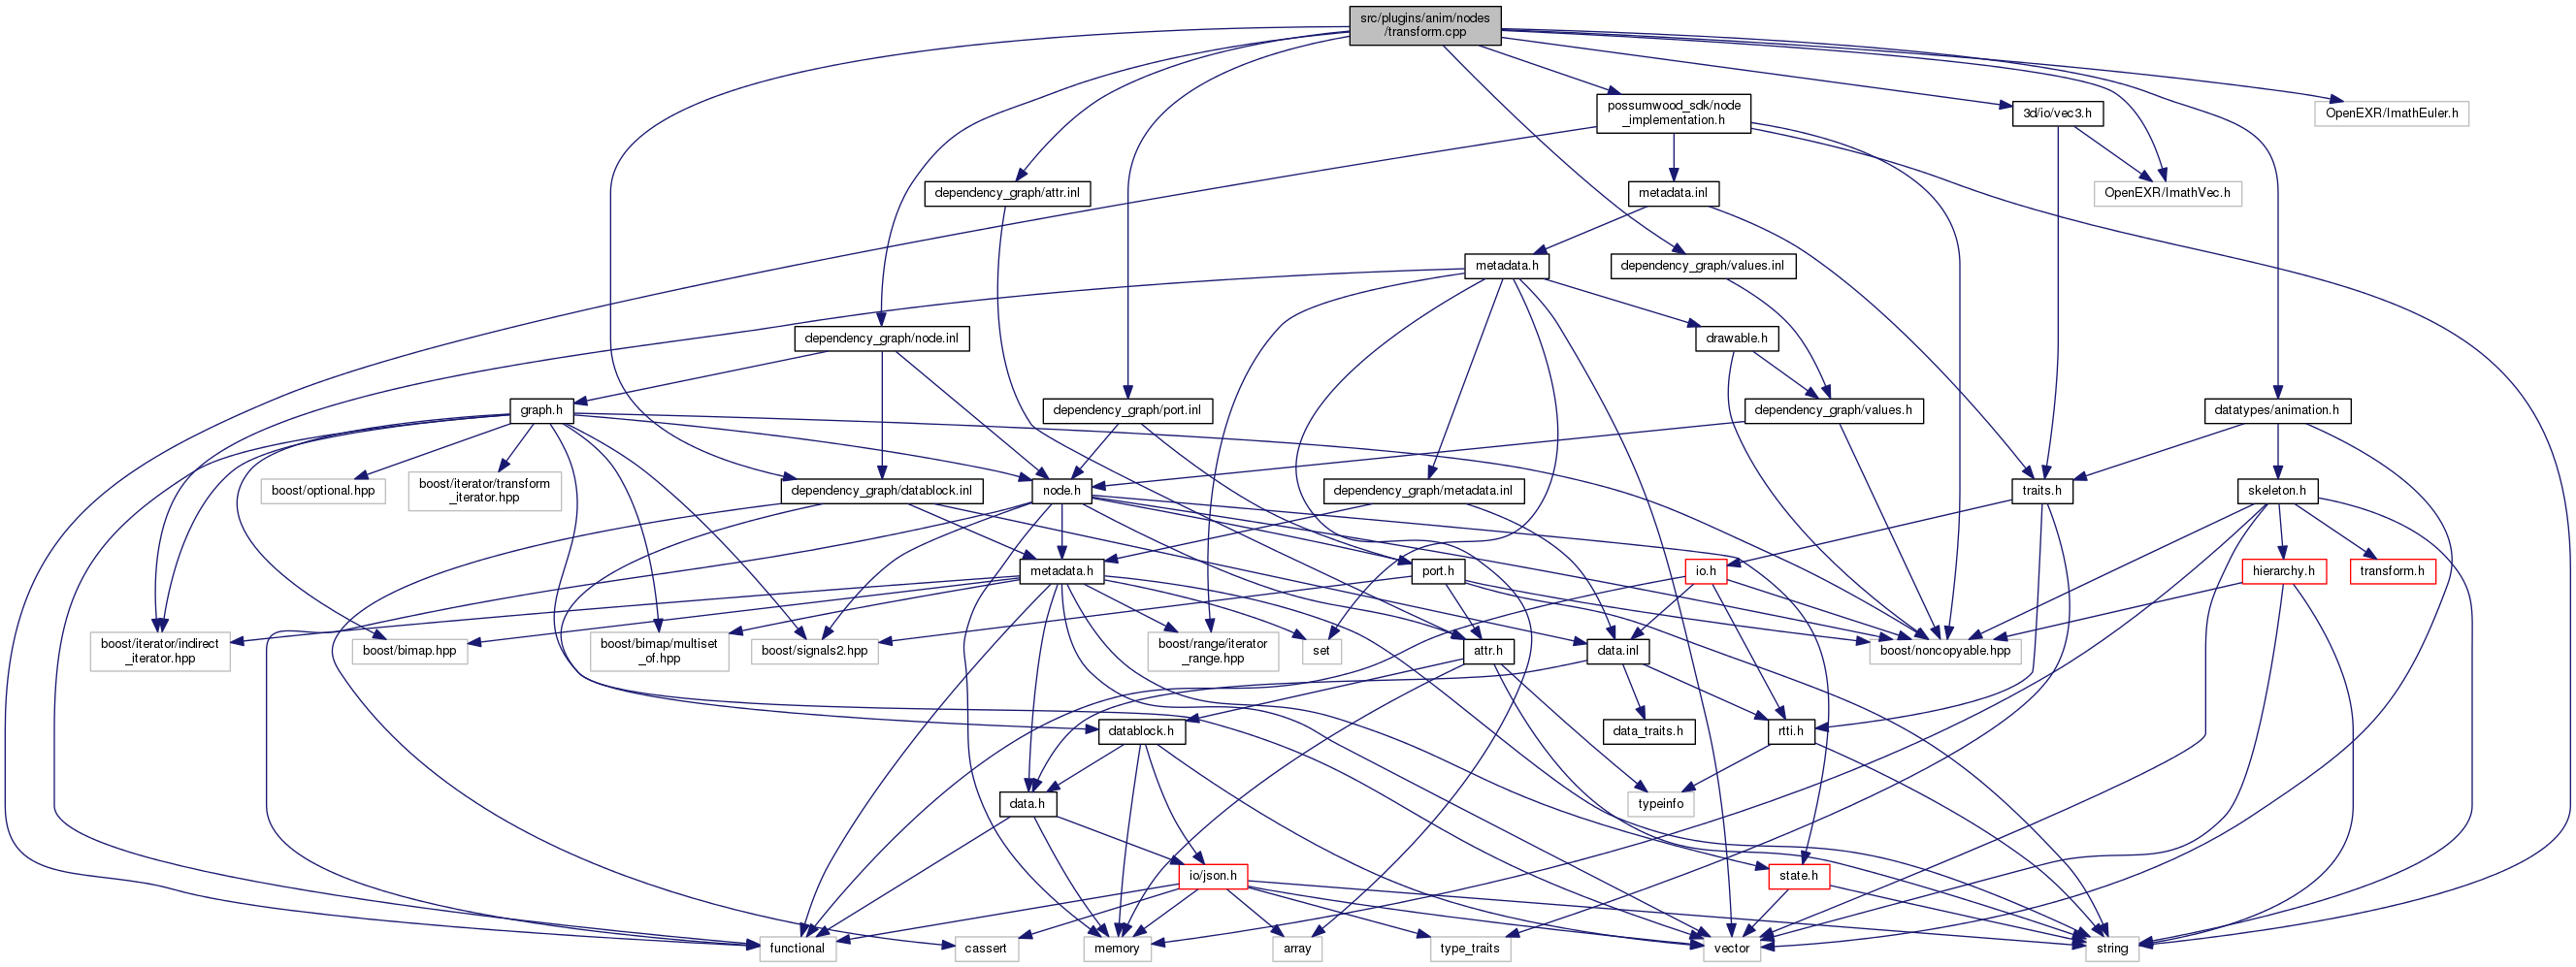 src/plugins/anim/nodes
/transform.cpp
possumwood_sdk/node
_implementation.h
3d/io/vec3.h
OpenEXR/ImathEuler.h
dependency_graph/attr.inl
metadata.inl
OpenEXR/ImathVec.h
metadata.h
dependency_graph/values.inl
dependency_graph/node.inl
drawable.h
graph.h
dependency_graph/port.inl
dependency_graph/values.h
datatypes/animation.h
boost/optional.hpp
boost/iterator/transform
_iterator.hpp
dependency_graph/datablock.inl
node.h
dependency_graph/metadata.inl
traits.h
skeleton.h
metadata.h
port.h
io.h
hierarchy.h
transform.h
boost/iterator/indirect
_iterator.hpp
boost/bimap.hpp
boost/bimap/multiset
_of.hpp
boost/signals2.hpp
boost/range/iterator
_range.hpp
set
attr.h
data.inl
boost/noncopyable.hpp
datablock.h
data_traits.h
rtti.h
data.h
typeinfo
io/json.h
state.h
functional
cassert
memory
array
type_traits
vector
string